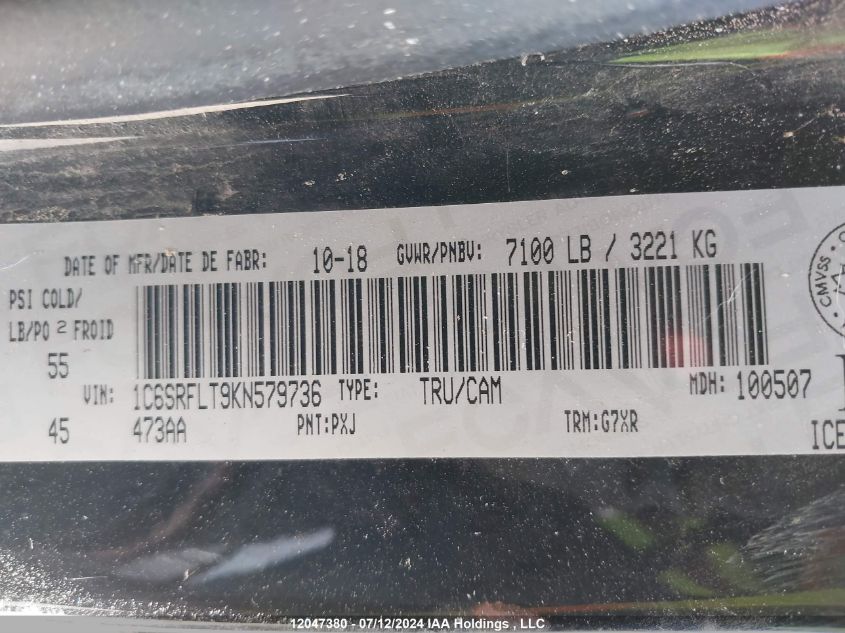 DATE OF MFR/DATE DE FABR: 10-18 GVWR/PNBV: 7100 LB / 3221 KG
PSI COLD/
LB/PO 2 FROID
55
VIN: 1C6SRFLT9KN579736 TYPE: TRU/CAM MDH: 100507
45 473AA PNT:PXJ TRM:G7XR
CMVSS
12047380 - 07/12/2024 IAA Holdings , LLC